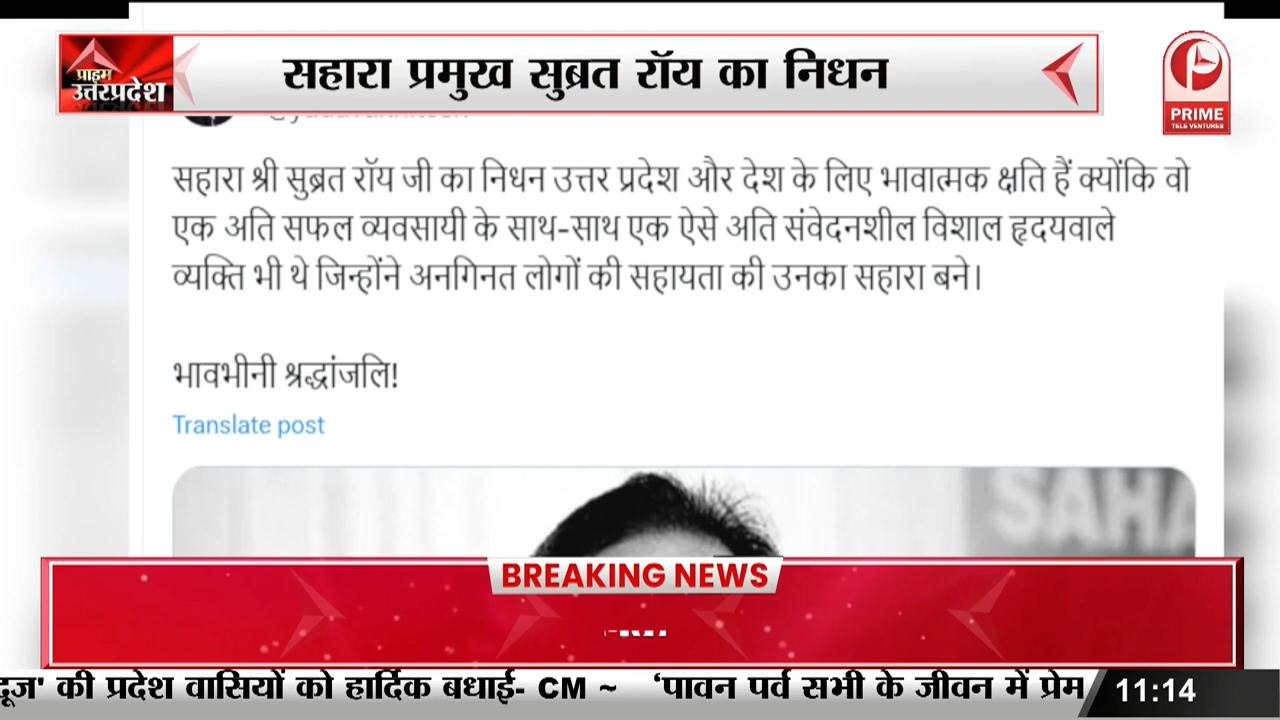 प्राइम
उत्तरप्रदेश
सहारा प्रमुख सुब्रत रॉय का निधन
PRIME
TELE VENTURES
सहारा श्री सुब्रत रॉय जी का निधन उत्तर प्रदेश और देश के लिए भावात्मक क्षति हैं क्योंकि वो
एक अति सफल व्यवसायी के साथ-साथ एक ऐसे अति संवेदनशील विशाल हृदयवाले
व्यक्ति भी थे जिन्होंने अनगिनत लोगों की सहायता की उनका सहारा बने।
भावभीनी श्रद्धांजलि!
Translate post
SAHA
BREAKING NEWS
दूज' की प्रदेश वासियों को हार्दिक बधाई- CM ~ 'पावन पर्व सभी के जीवन में प्रेम
11:14